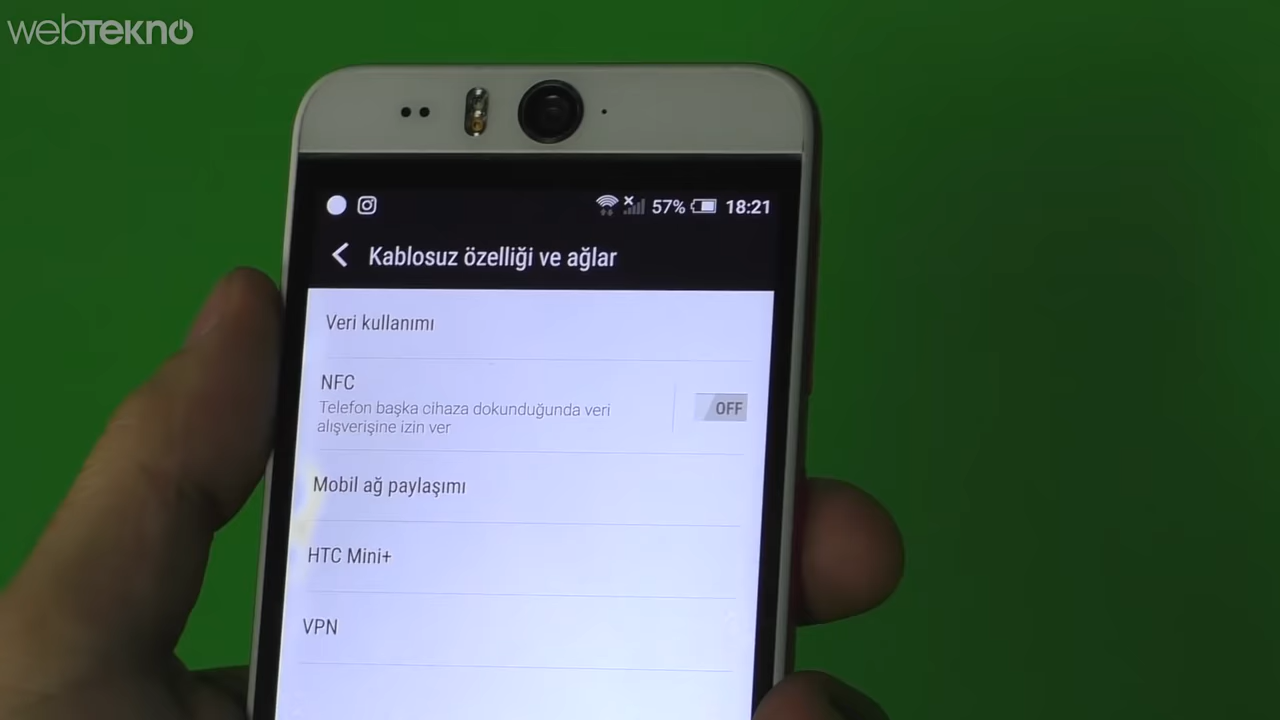 webTEKNO
57% 18:21
Kablosuz özelliği ve ağlar
Veri kullanımı
NFC
Telefon başka cihaza dokunduğunda veri
alışverişine izin ver
OFF
Mobil ağ paylaşımı
HTC Mini+
VPN